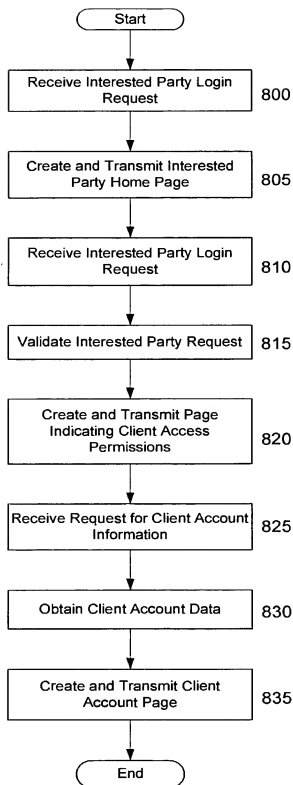 Start
Receive Interested Party Login
Request
800
Create and Transmit Interested
Party Home Page
805
Receive Interested Party Login
Request
810
Validate Interested Party Request
815
Create and Transmit Page
Indicating Client Access
Permissions
820
Receive Request for Client Account
Information
825
Obtain Client Account Data
830
Create and Transmit Client
Account Page
835
End